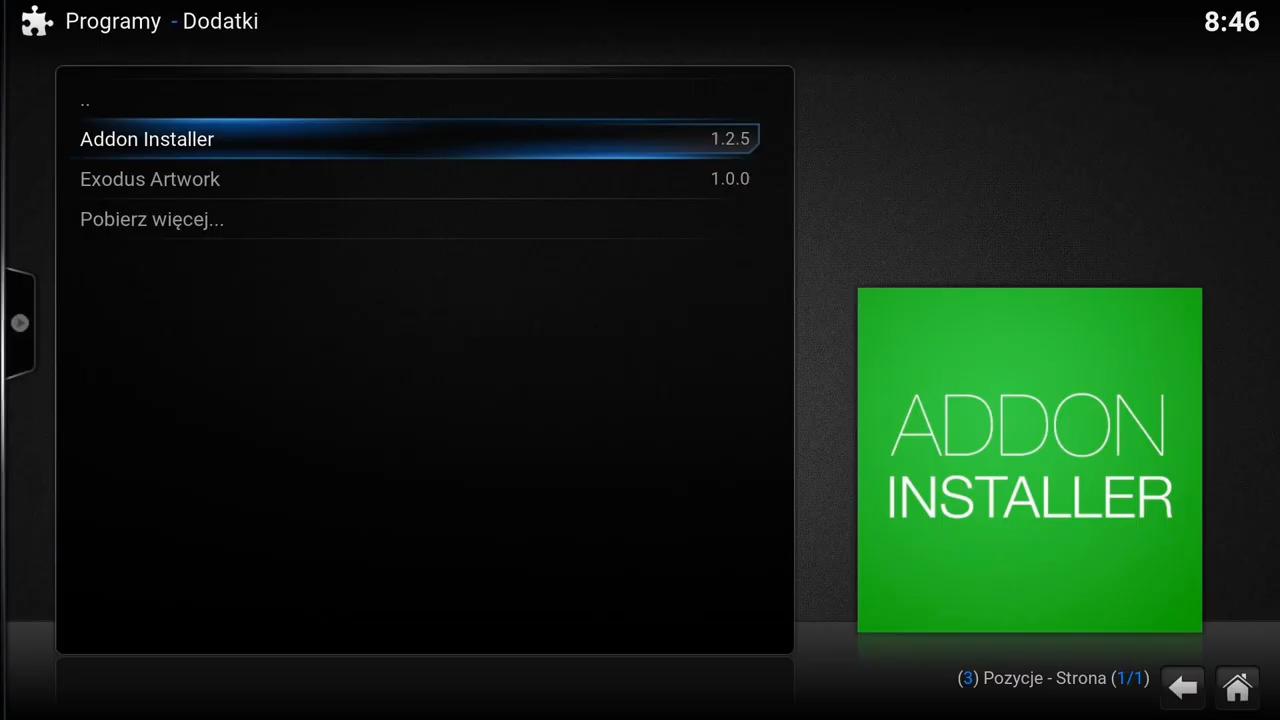 Programy - Dodatki
8:46
..
Addon Installer 1.2.5
Exodus Artwork 1.0.0
Pobierz więcej...
ADDON
INSTALLER
(3) Pozycje - Strona (1/1)